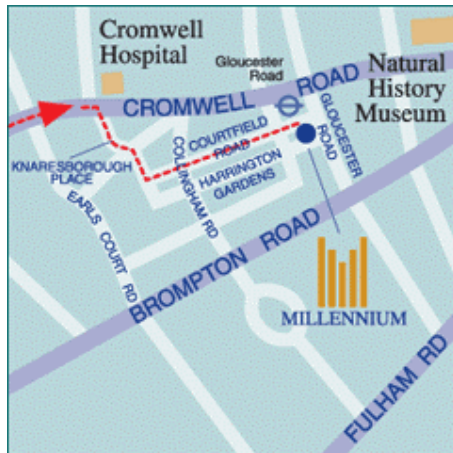 Cromwell
Hospital
Gloucester
Road
Natural
History
Museum
CROMWELL ROAD
COURTFIELD
ROAD
GLOUCESTER
ROAD
KNARESBOROUGH
PLACE
COLLINGHAM RD
HARRINGTON
GARDENS
EARLS COURT RD
BROMPTON ROAD
MILLENNIUM
FULHAM RD